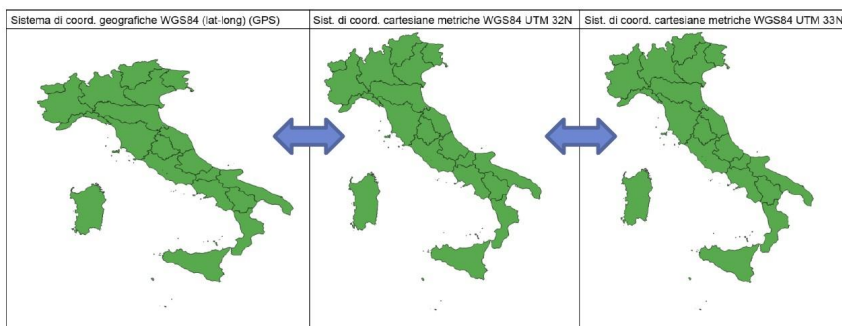 Sistema di coord. geografiche WGS84 (lat-long) (GPS)
Sist. di coord. cartesiane metriche WGS84 UTM 32N
Sist. di coord. cartesiane metriche WGS84 UTM 33N